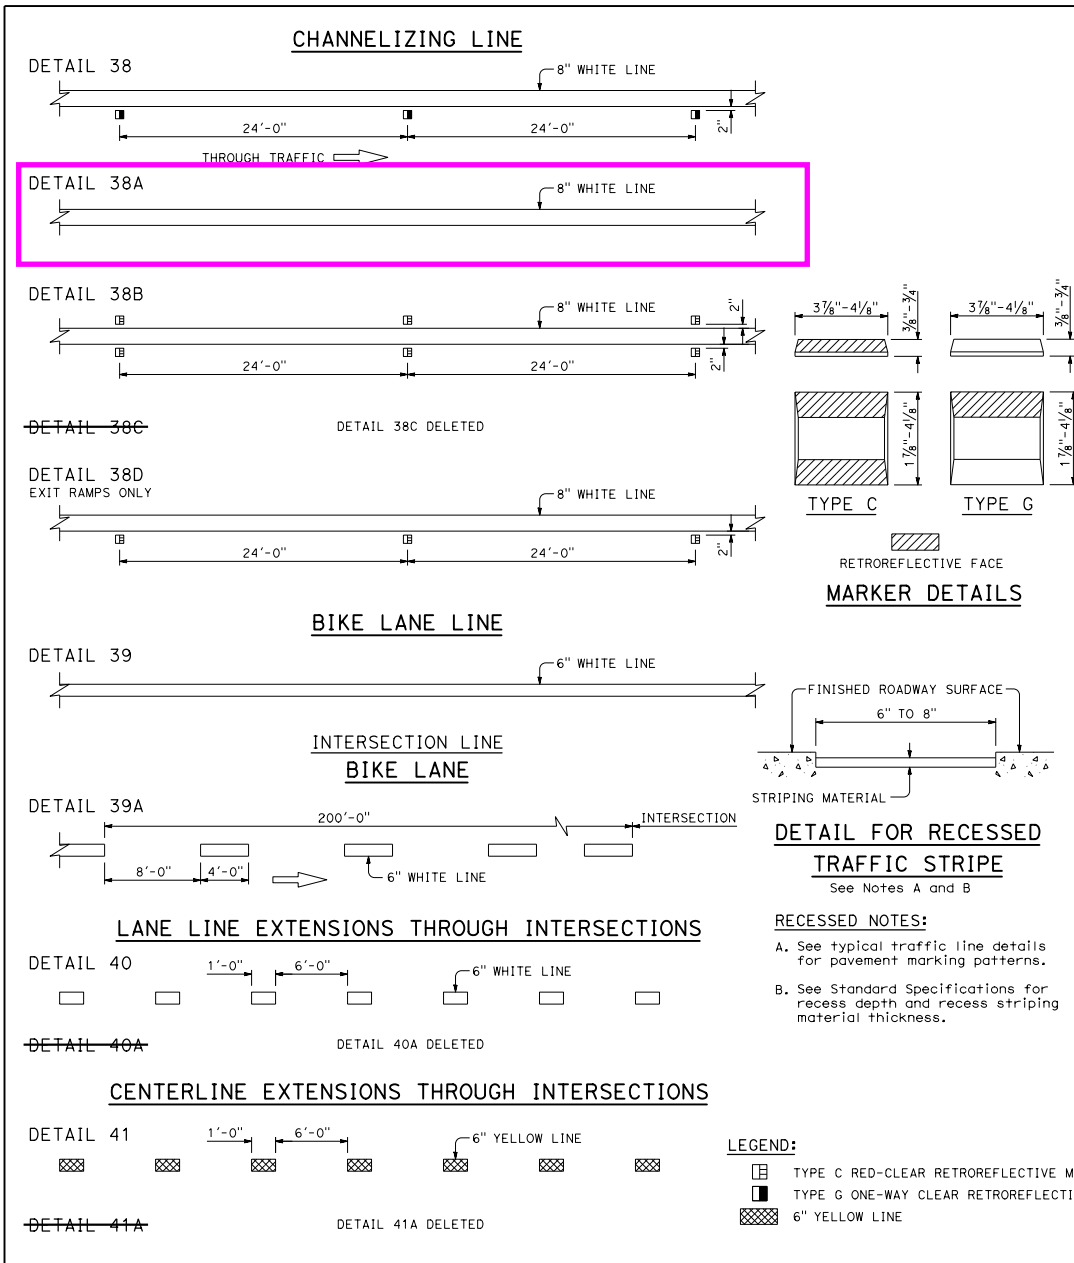 CHANNELIZING LINE
DETAIL 38
8" WHITE LINE
24'-0"
24'-0"
2"
THROUGH TRAFFIC
DETAIL 38A
8" WHITE LINE
DETAIL 38B
8" WHITE LINE
2"
24'-0"
24'-0"
2"
DETAIL 38C
DETAIL 38C DELETED
DETAIL 38D
EXIT RAMPS ONLY
8" WHITE LINE
24'-0"
24'-0"
2"
3⅞"-4⅛"
⅜"-¾"
3⅞"-4⅛"
⅜"-¾"
1⅞"-4⅛"
1⅞"-4⅛"
TYPE C
TYPE G
RETROREFLECTIVE FACE
MARKER DETAILS
BIKE LANE LINE
DETAIL 39
6" WHITE LINE
INTERSECTION LINE
BIKE LANE
DETAIL 39A
200'-0"
INTERSECTION
8'-0"
4'-0"
6" WHITE LINE
FINISHED ROADWAY SURFACE
6" TO 8"
STRIPING MATERIAL
DETAIL FOR RECESSED
TRAFFIC STRIPE
See Notes A and B
RECESSED NOTES:
A. See typical traffic line details
for pavement marking patterns.
B. See Standard Specifications for
recess depth and recess striping
material thickness.
LANE LINE EXTENSIONS THROUGH INTERSECTIONS
DETAIL 40
1'-0"
6'-0"
6" WHITE LINE
DETAIL 40A
DETAIL 40A DELETED
CENTERLINE EXTENSIONS THROUGH INTERSECTIONS
DETAIL 41
1'-0"
6'-0"
6" YELLOW LINE
DETAIL 41A
DETAIL 41A DELETED
LEGEND:
TYPE C RED-CLEAR RETROREFLECTIVE M
TYPE G ONE-WAY CLEAR RETROREFLECTI
6" YELLOW LINE